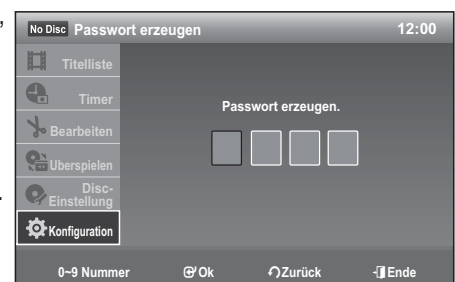 ,
No Disc Passwort erzeugen 12:00
Titelliste
Timer
Passwort erzeugen.
Bearbeiten
Uberspielen
Disc-
Einstellung
.
Konfiguration
0~9 Nummer Ok Zurück Ende